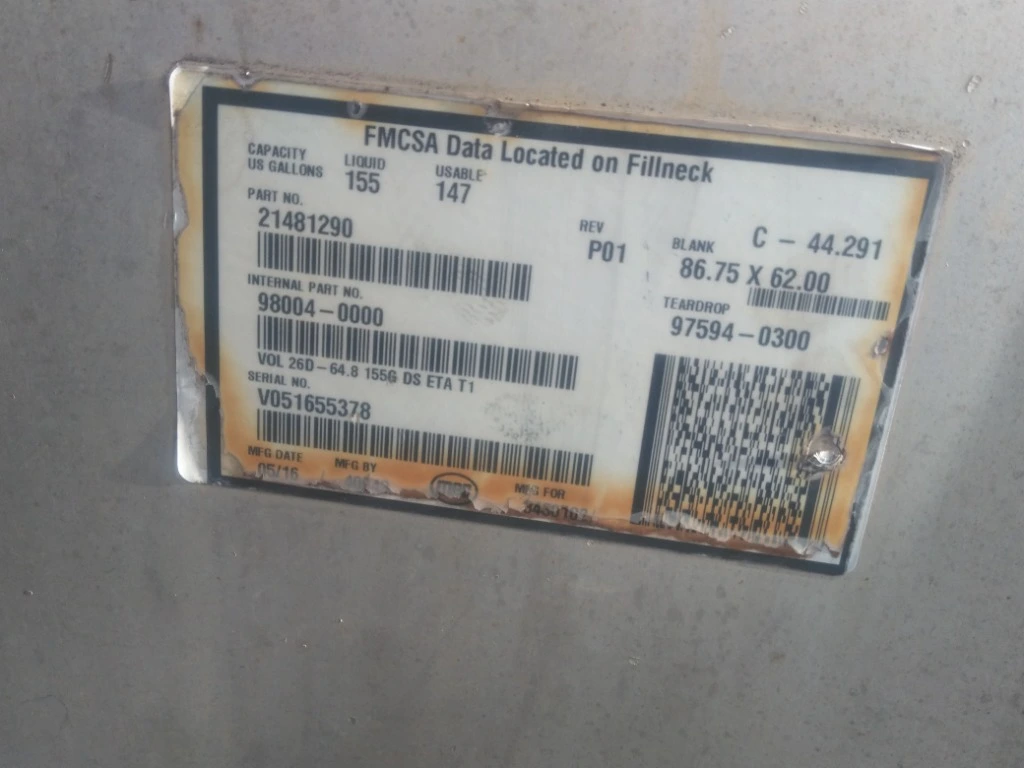 FMCSA Data Located on Fillneck
CAPACITY
US GALLONS
LIQUID
155
USABLE
147
PART NO.
21481290
REV
P01
BLANK
C - 44.291
86.75 X 62.00
INTERNAL PART NO.
98004-0000
TEARDROP
97594-0300
VOL 26D-64.8 155G DS ETA T1
SERIAL NO.
V051655378
MFG DATE
05/16
MFG BY
MFG FOR